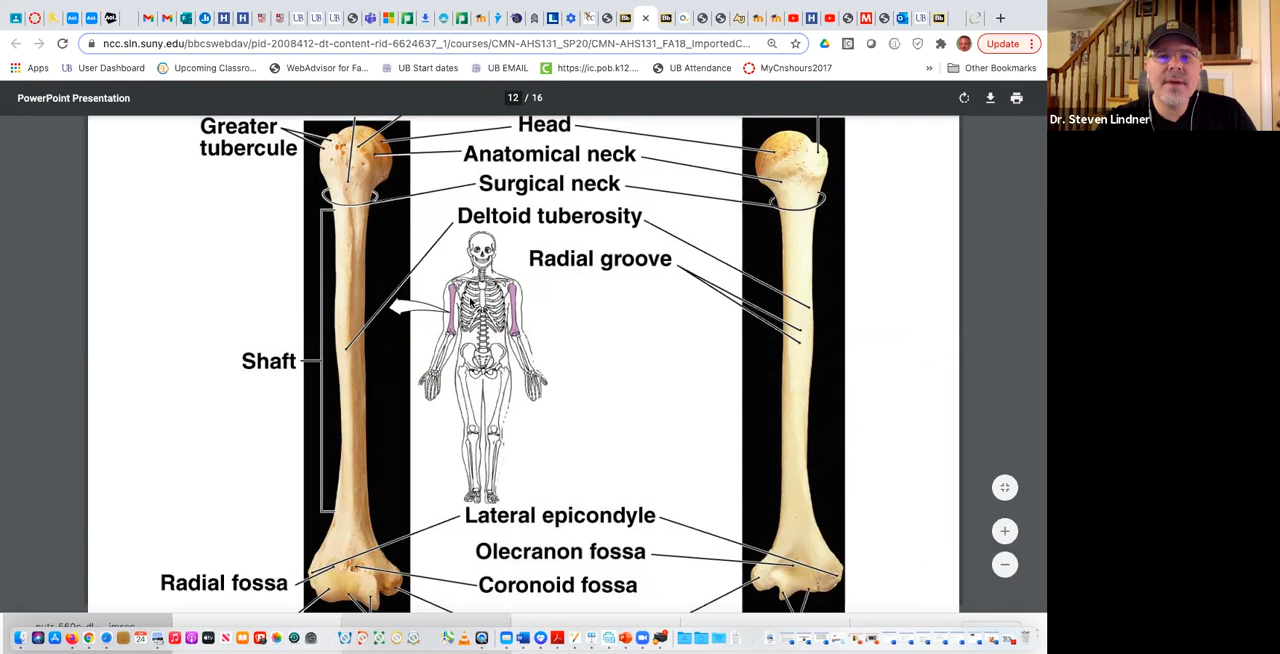 ncc.sln.suny.edu/bbcswebdav/pid-2008412-dt-content-rid-6624637_1/courses/CMN-AHS131_SP20/CMN-AHS131_FA18_ImportedC...
Update
Apps
UB User Dashboard
Upcoming Classro...
WebAdvisor for Fa...
UB Start dates
UB EMAIL
https://ic.pob.k12....
UB Attendance
MyCnshours2017
»
Other Bookmarks
PowerPoint Presentation
12 / 16
Dr. Steven Lindner
Greater
tubercule
Head
Anatomical neck
Surgical neck
Deltoid tuberosity
Radial groove
Shaft
Lateral epicondyle
Olecranon fossa
Radial fossa
Coronoid fossa